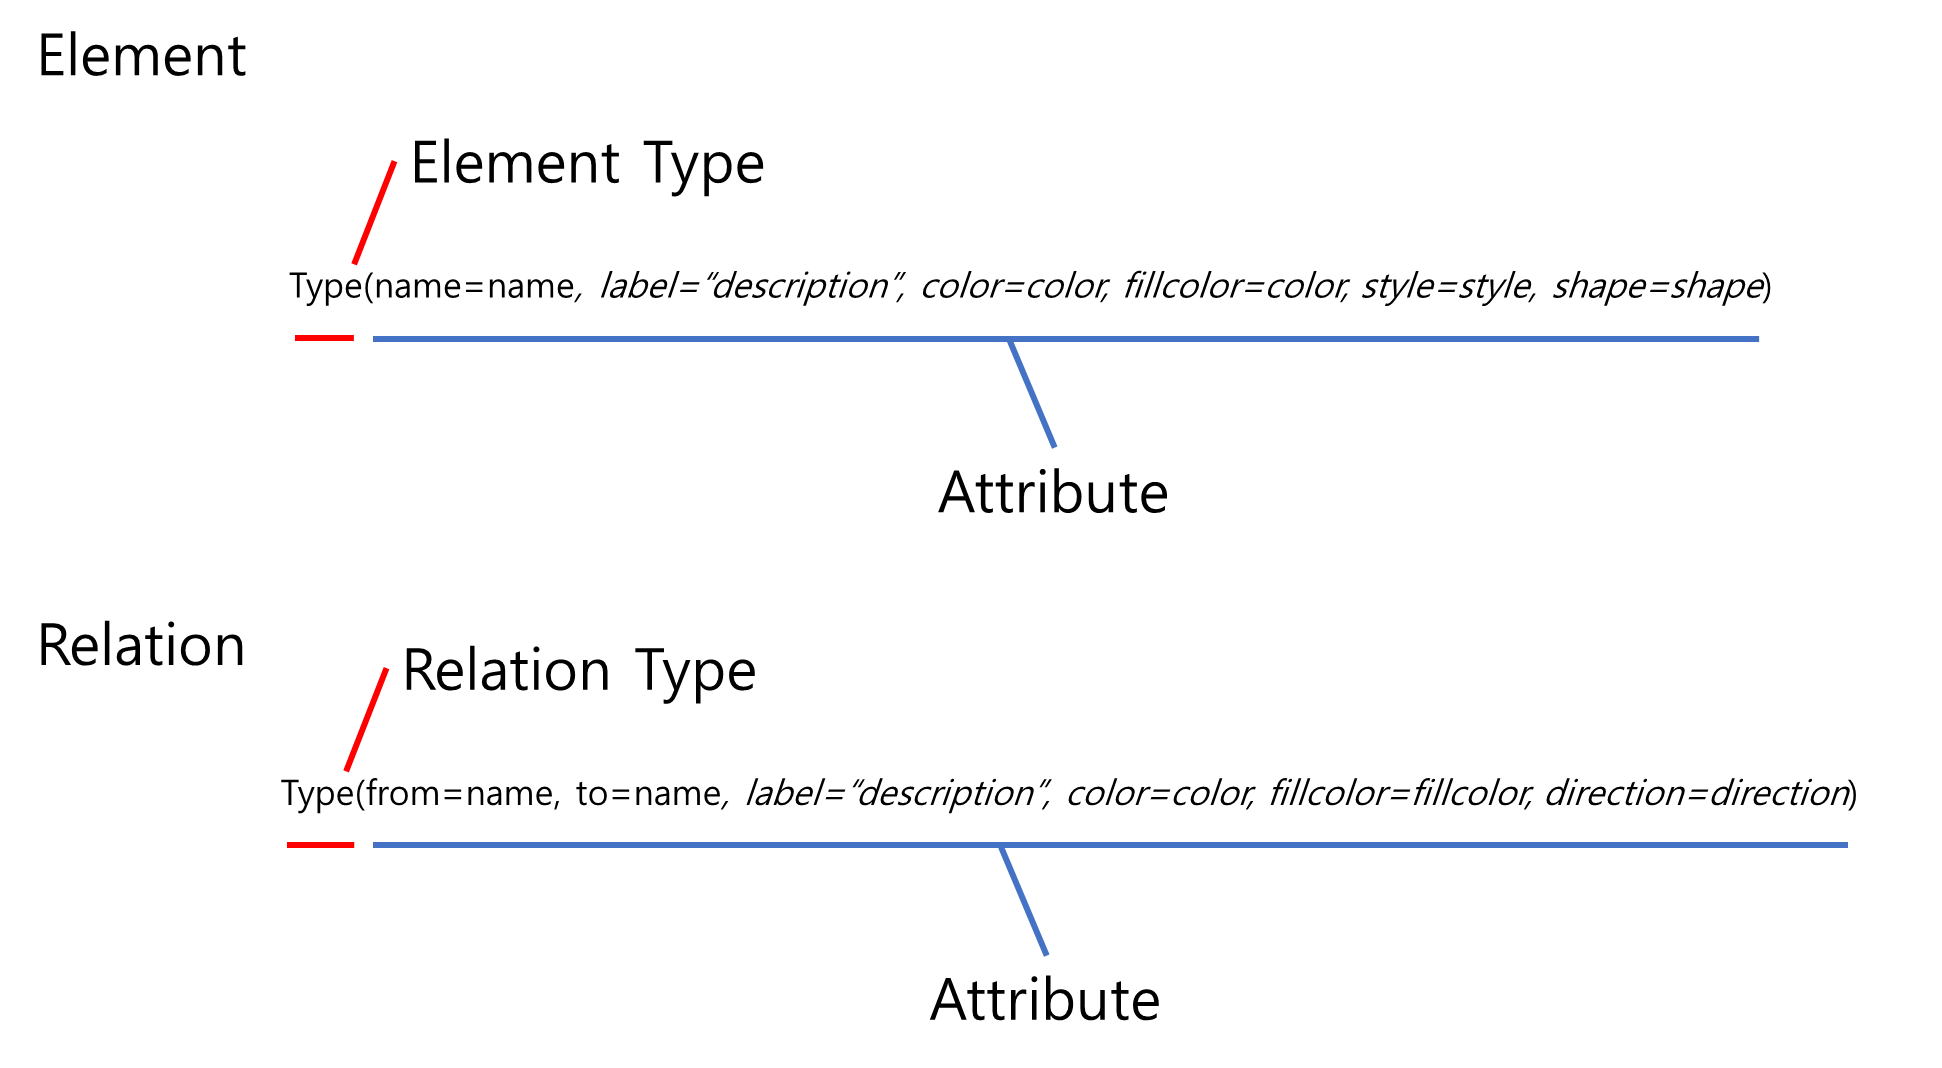 Element
Element Type
Type(name=name, label=“description”, color=color, fillcolor=color, style=style, shape=shape)
Attribute
Relation
Relation Type
Type(from=name, to=name, label=“description”, color=color, fillcolor=fillcolor, direction=direction)
Attribute